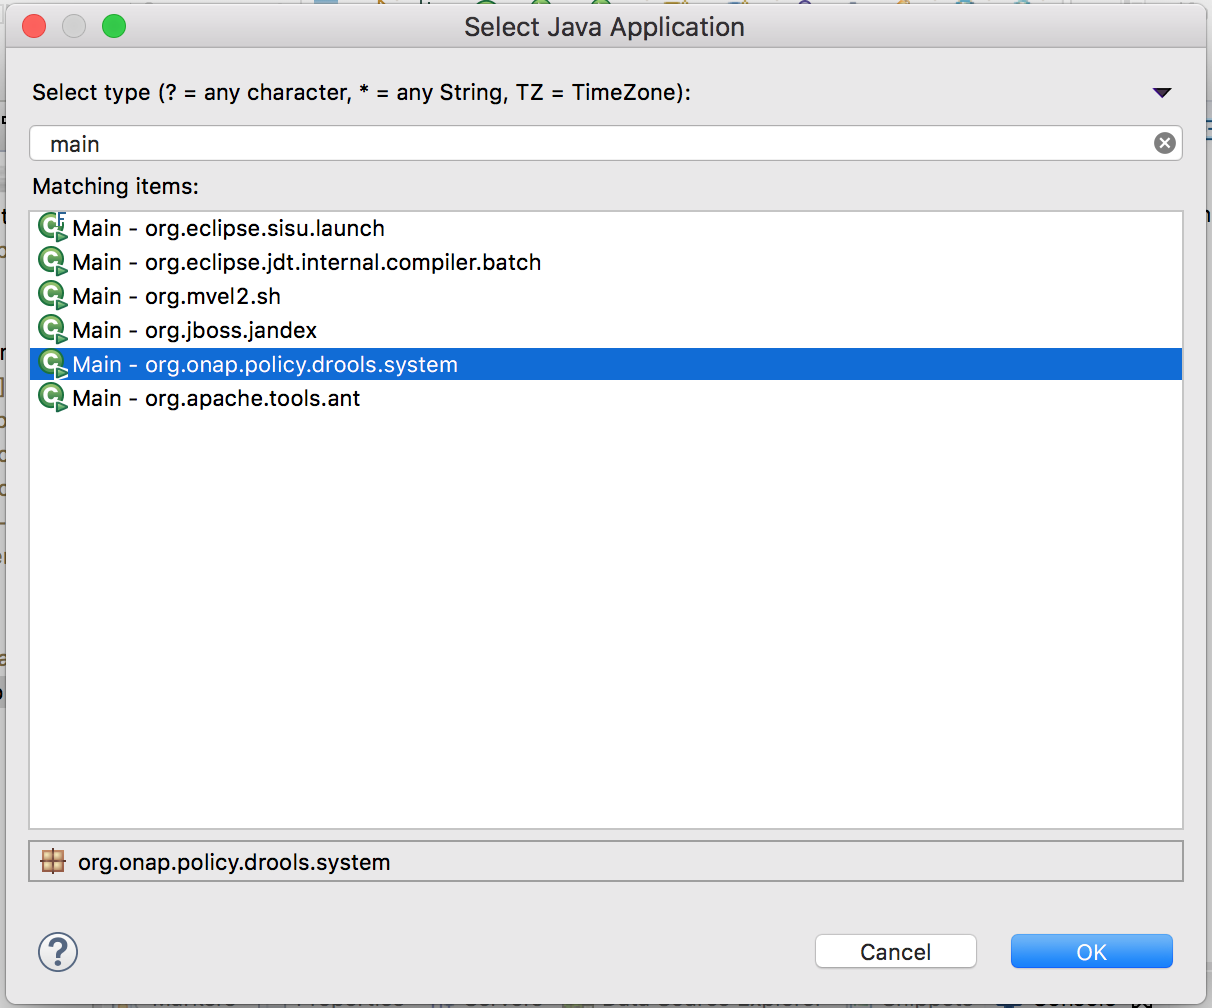 Select Java Application
Select type (? = any character, * = any String, TZ = TimeZone):
main
Matching items:
Main - org.eclipse.sisu.launch
Main - org.eclipse.jdt.internal.compiler.batch
Main - org.mvel2.sh
Main - org.jboss.jandex
Main - org.onap.policy.drools.system
Main - org.apache.tools.ant
org.onap.policy.drools.system
Cancel
OK